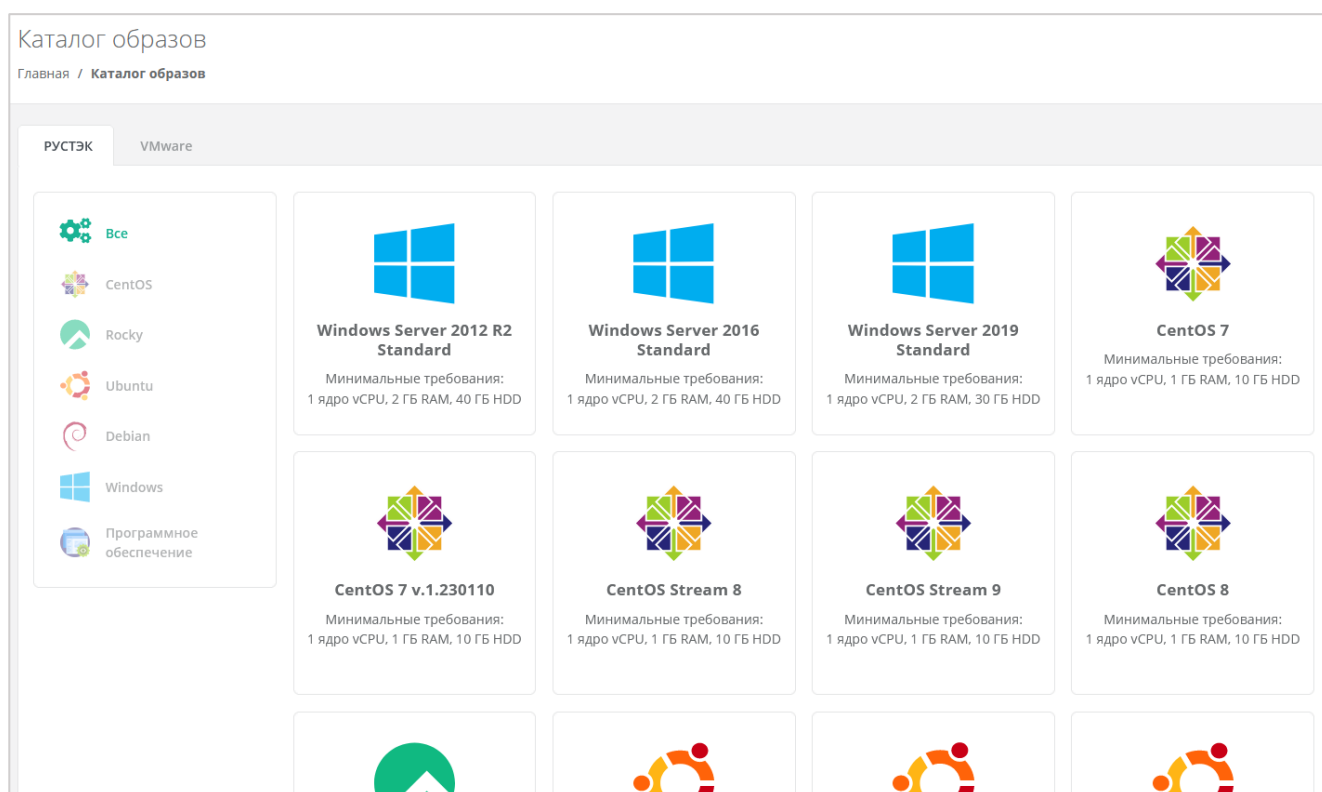 Каталог образов
Главная / Каталог образов
РУСТЭК
VMware
Все
CentOS
Rocky
Ubuntu
Debian
Windows
Программное
обеспечение
Windows Server 2012 R2
Standard
Минимальные требования:
1 ядро vCPU, 2 ГБ RAM, 40 ГБ HDD
Windows Server 2016
Standard
Минимальные требования:
1 ядро vCPU, 2 ГБ RAM, 40 ГБ HDD
Windows Server 2019
Standard
Минимальные требования:
1 ядро vCPU, 2 ГБ RAM, 30 ГБ HDD
CentOS 7
Минимальные требования:
1 ядро vCPU, 1 ГБ RAM, 10 ГБ HDD
CentOS 7 v.1.230110
Минимальные требования:
1 ядро vCPU, 1 ГБ RAM, 10 ГБ HDD
CentOS Stream 8
Минимальные требования:
1 ядро vCPU, 1 ГБ RAM, 10 ГБ HDD
CentOS Stream 9
Минимальные требования:
1 ядро vCPU, 1 ГБ RAM, 10 ГБ HDD
CentOS 8
Минимальные требования:
1 ядро vCPU, 1 ГБ RAM, 10 ГБ HDD